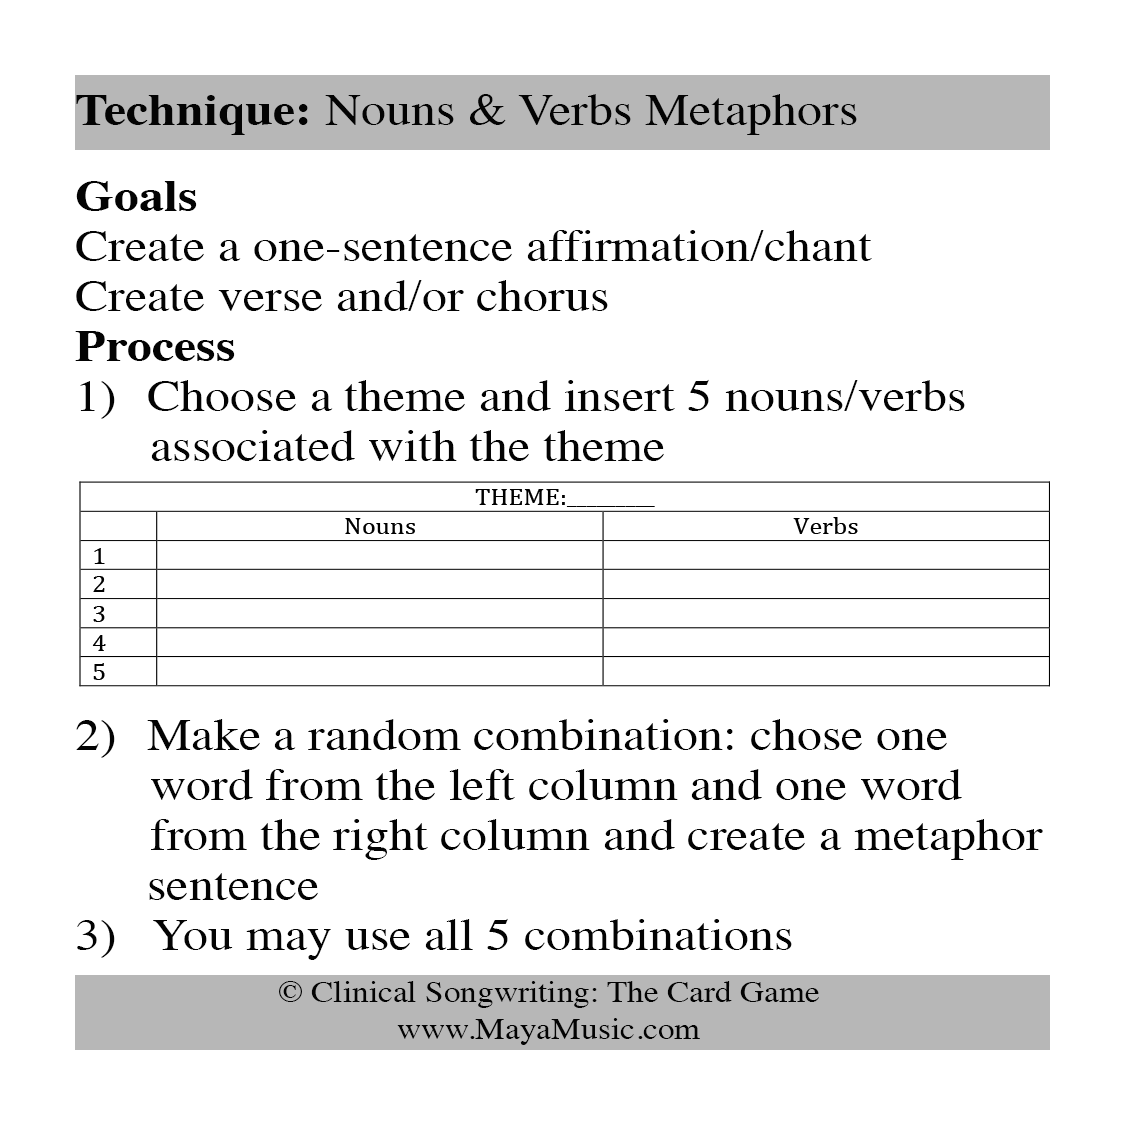 Technique: Nouns & Verbs Metaphors
Goals
Create a one-sentence affirmation/chant
Create verse and/or chorus
Process
1) Choose a theme and insert 5 nouns/verbs
associated with the theme
THEME:_________
Nouns Verbs
1
2
3
4
5
2) Make a random combination: chose one
word from the left column and one word
from the right column and create a metaphor
sentence
3) You may use all 5 combinations
© Clinical Songwriting: The Card Game
www.MayaMusic.com